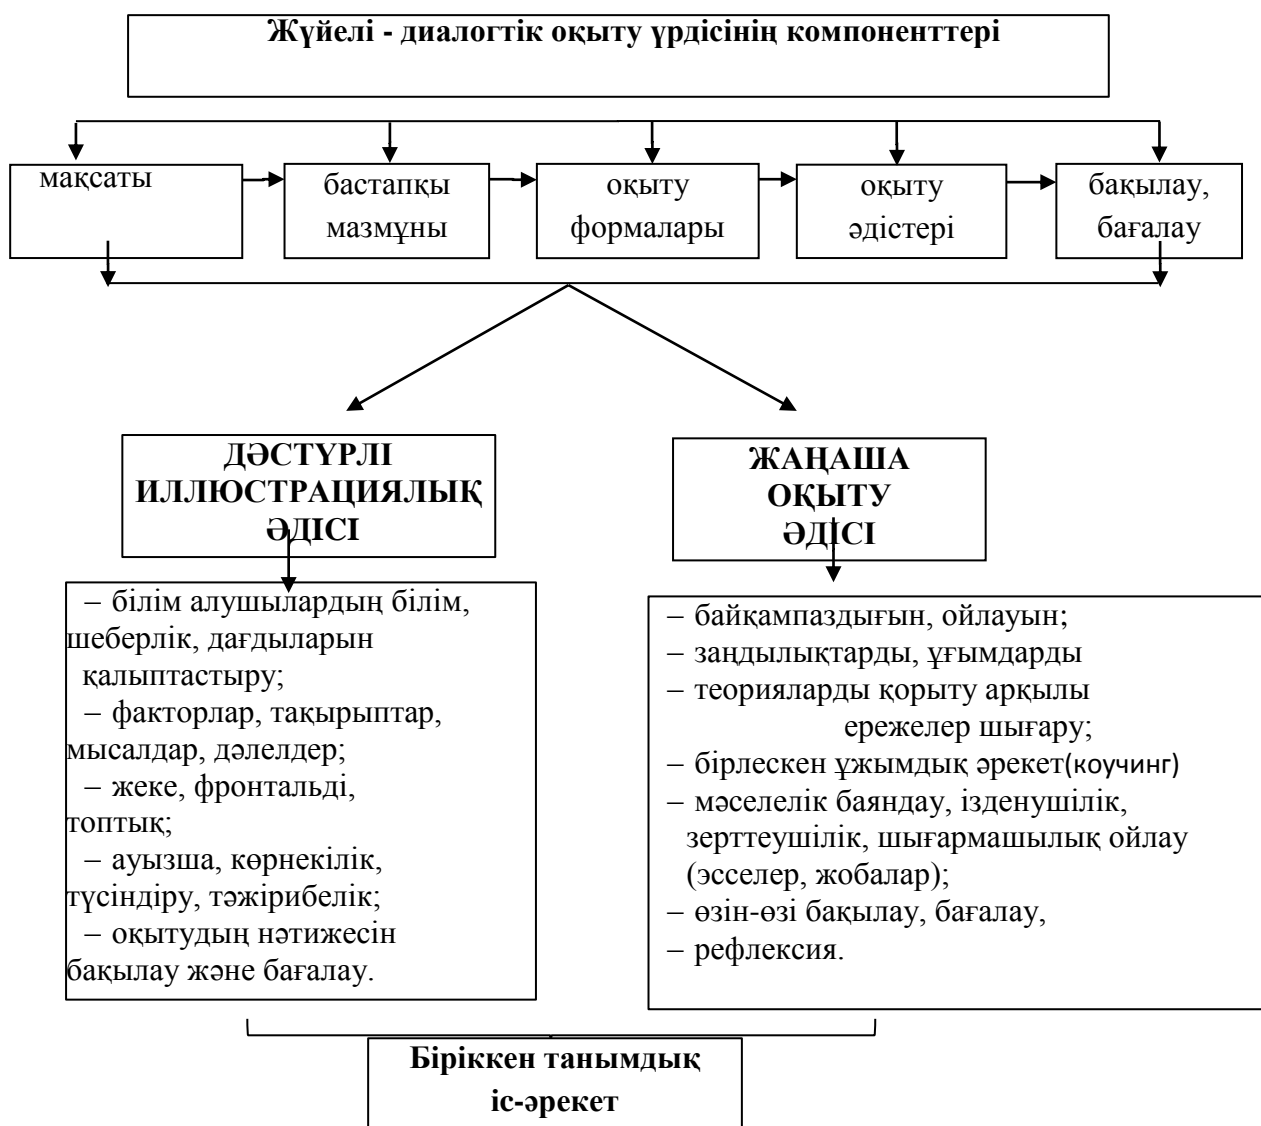 Жүйелі - диалогтік оқыту үрдісінің компоненттері
мақсаты
бастапқы
мазмұны
оқыту
формалары
оқыту
әдістері
бақылау,
бағалау
ДӘСТҮРЛІ
ИЛЛЮСТРАЦИЯЛЫҚ
ӘДІСІ
– білім алушылардың білім,
шеберлік, дағдыларын
қалыптастыру;
– факторлар, тақырыптар,
мысалдар, дәлелдер;
– жеке, фронтальді,
топтық;
– ауызша, көрнекілік,
түсіндіру, тәжірибелік;
– оқытудың нәтижесін
бақылау және бағалау.
ЖАҢАША
ОҚЫТУ
ӘДІСІ
– байқампаздығын, ойлауын;
– заңдылықтарды, ұғымдарды
– теорияларды қорыту арқылы
ережелер шығару;
– бірлескен ұжымдық әрекет(коучинг)
– мәселелік баяндау, ізденушілік,
зерттеушілік, шығармашылық ойлау
(эсселер, жобалар);
– өзін-өзі бақылау, бағалау,
– рефлексия.
Біріккен танымдық
іс-әрекет